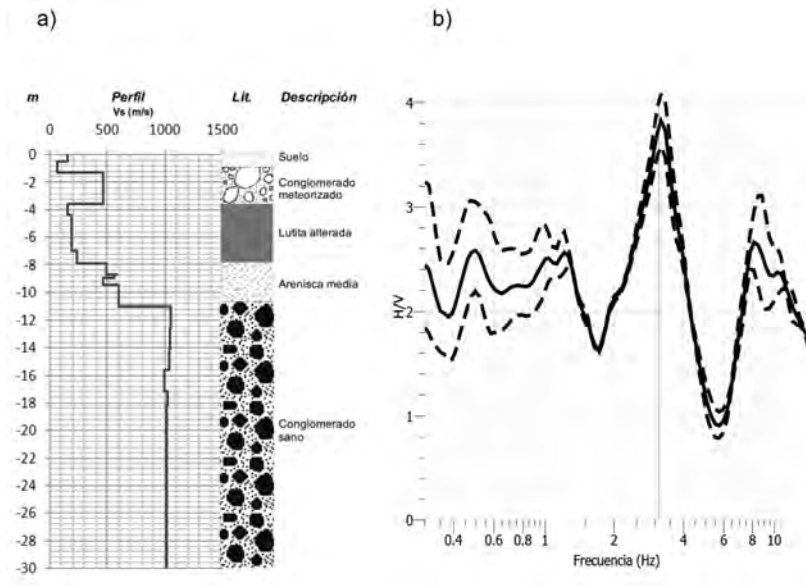 a)
b)
m Perfil Lit. Descripción
Vs (m/s)
0 500 1000 1500
0
-2
-4
-6
-8
-10
-12
-14
-16
-18
-20
-22
-24
-26
-28
-30
Suelo
Conglomerado
meteorizado
Lutita alterada
Arenisca media
Conglomerado
sano
4
3
2
1
0
H/V
0.4 0.6 0.8 1 2 4 6 8 10
Frecuencia (Hz)